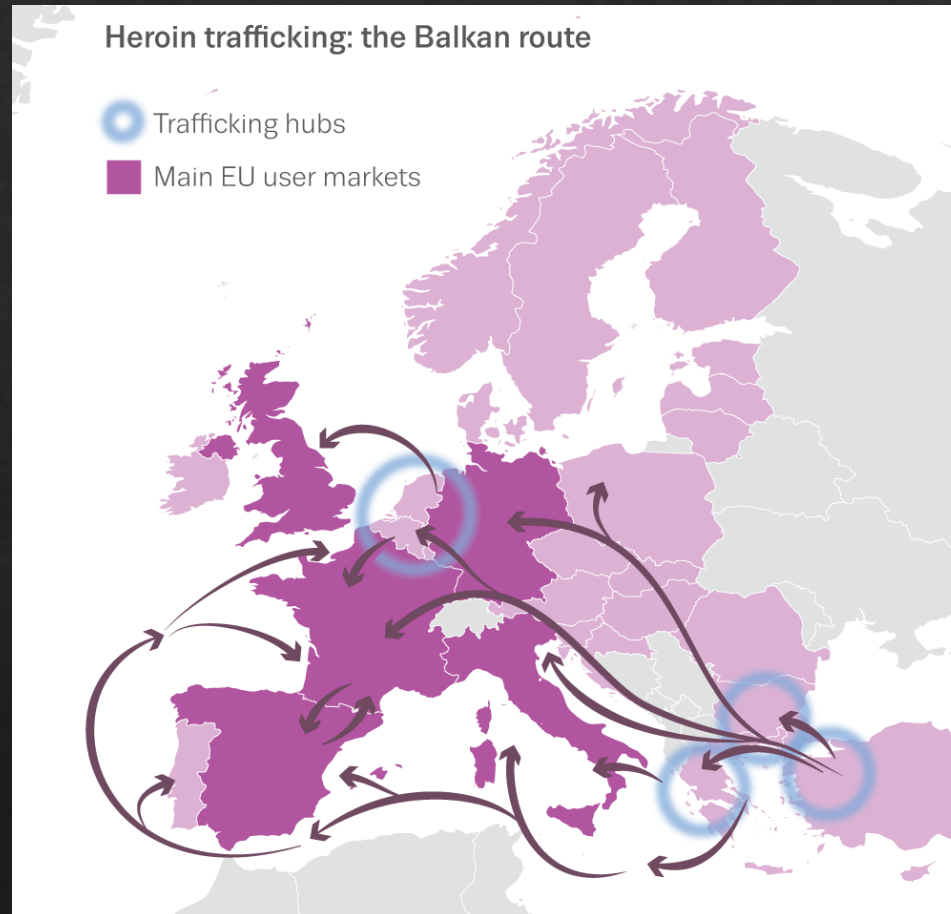 Heroin trafficking: the Balkan route
Trafficking hubs
Main EU user markets